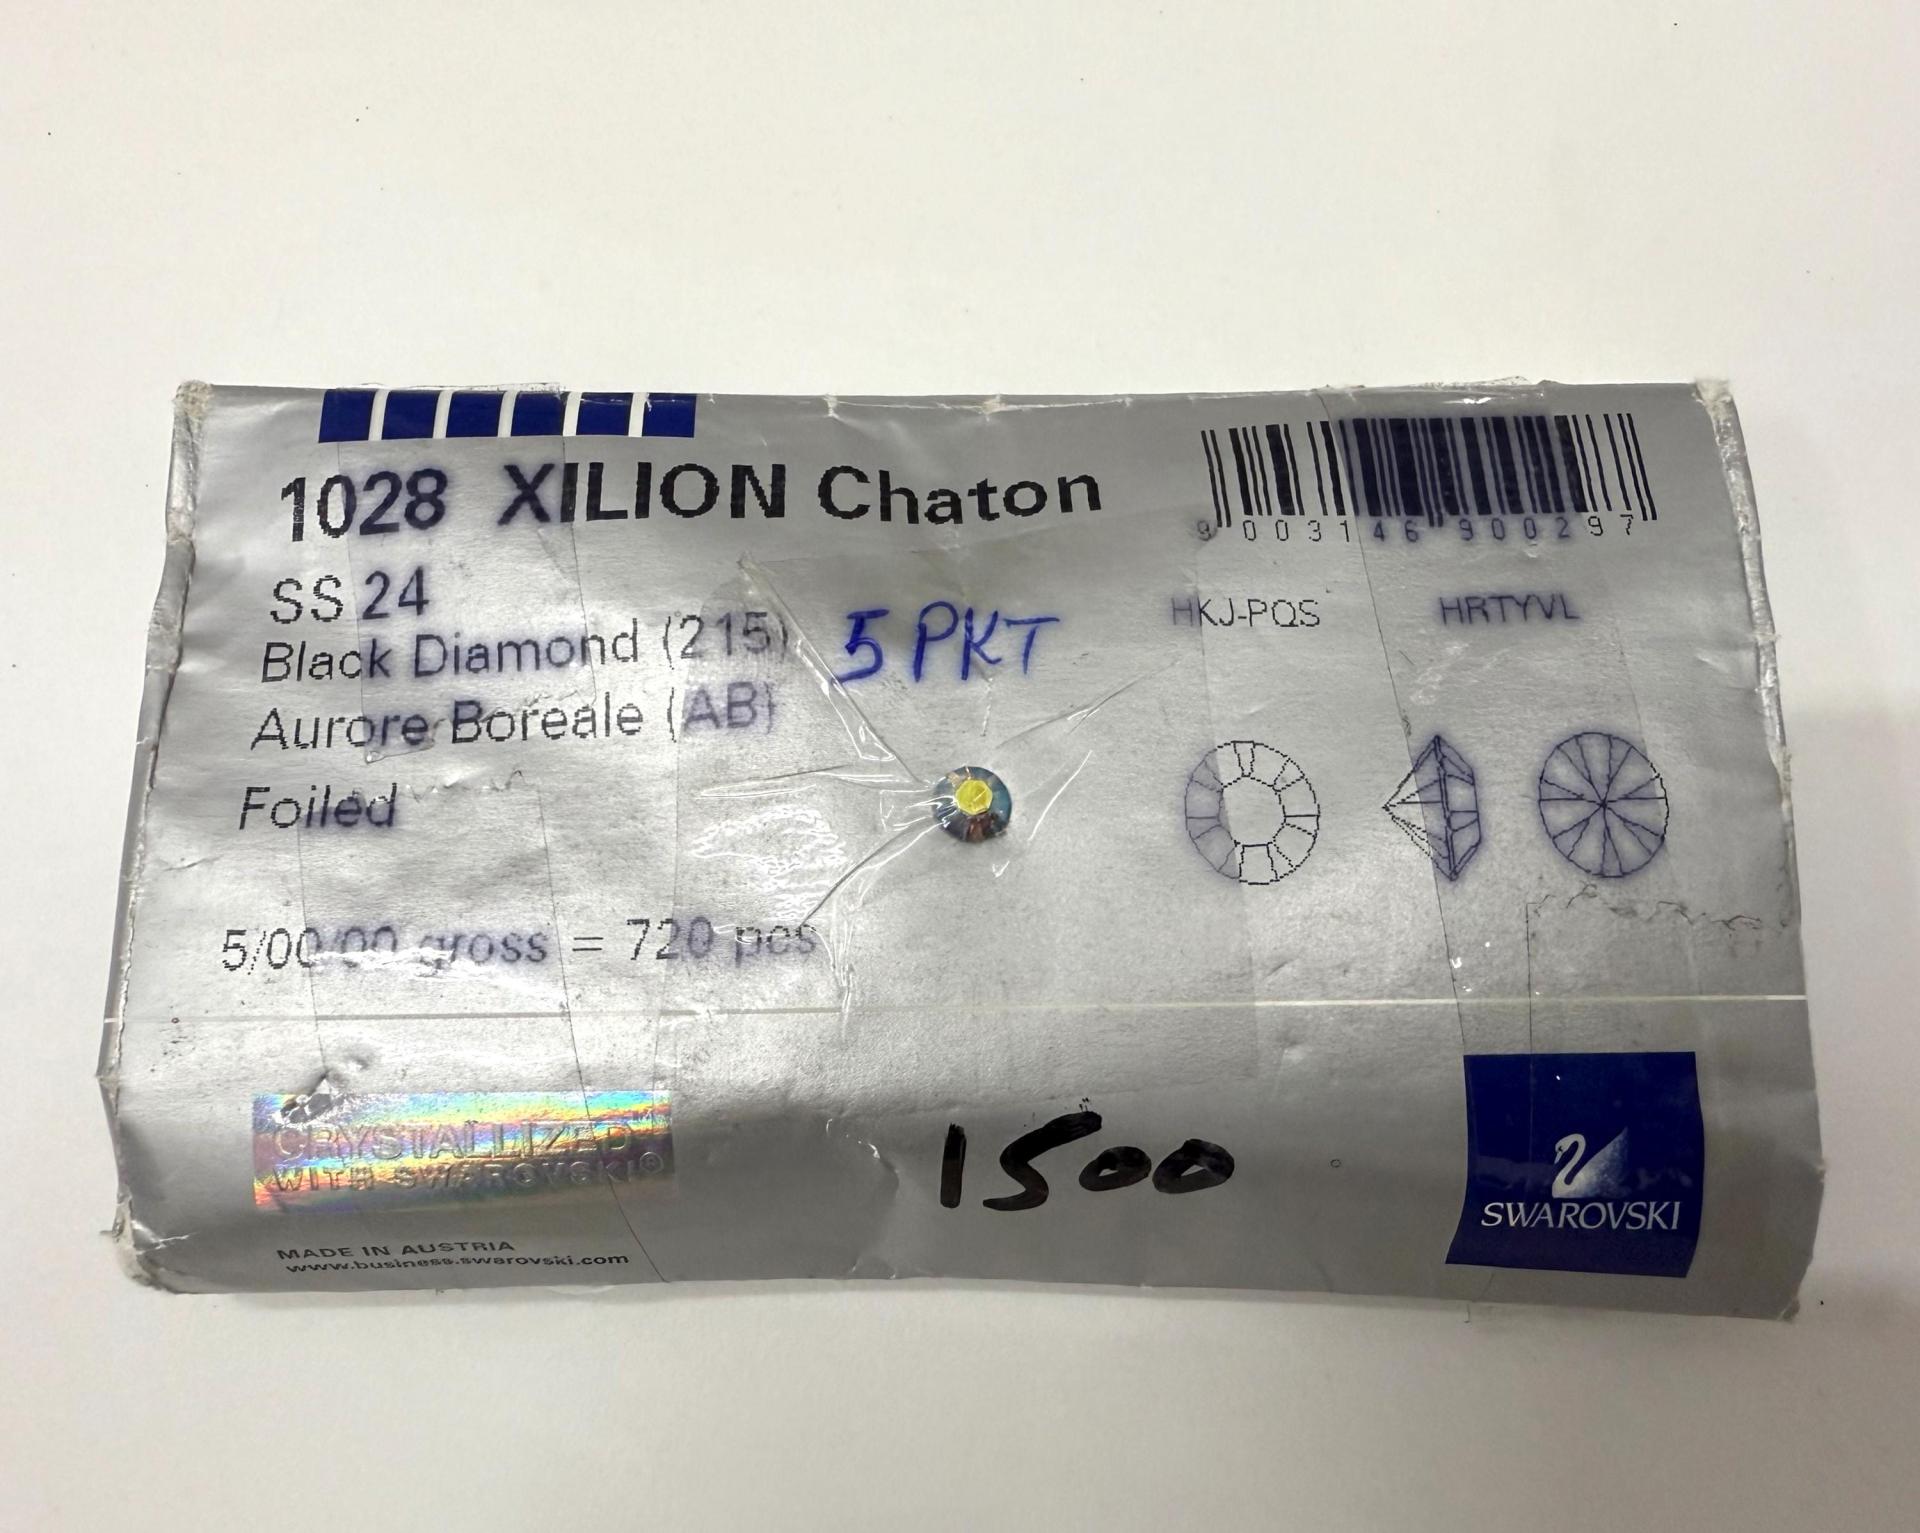 1028 XILION Chaton
9 003146 900297
SS 24
HKJ-PQS HRTYVL
Black Diamond (215)
5 PKT
Aurore Boreale (AB)
Foiled
5/00/00 gross = 720 pcs
CRYSTALLIZED™
WITH SWAROVSKI®
1500
SWAROVSKI
MADE IN AUSTRIA
www.business.swarovski.com